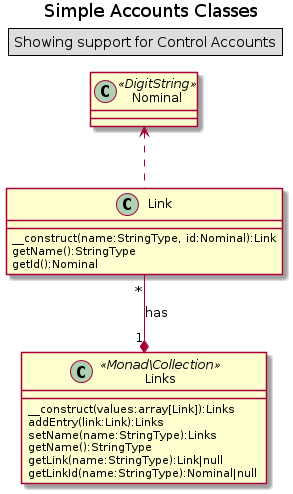 Simple Accounts Classes
Showing support for Control Accounts
C
«DigitString»
Nominal
C
Link
__construct(name:StringType, id:Nominal):Link
getName():StringType
getId():Nominal
*
has
1
C
«Monad\Collection»
Links
__construct(values:array[Link]):Links
addEntry(link:Link):Links
setName(name:StringType):Links
getName():StringType
getLink(name:StringType):Link|null
getLinkId(name:StringType):Nominal|null